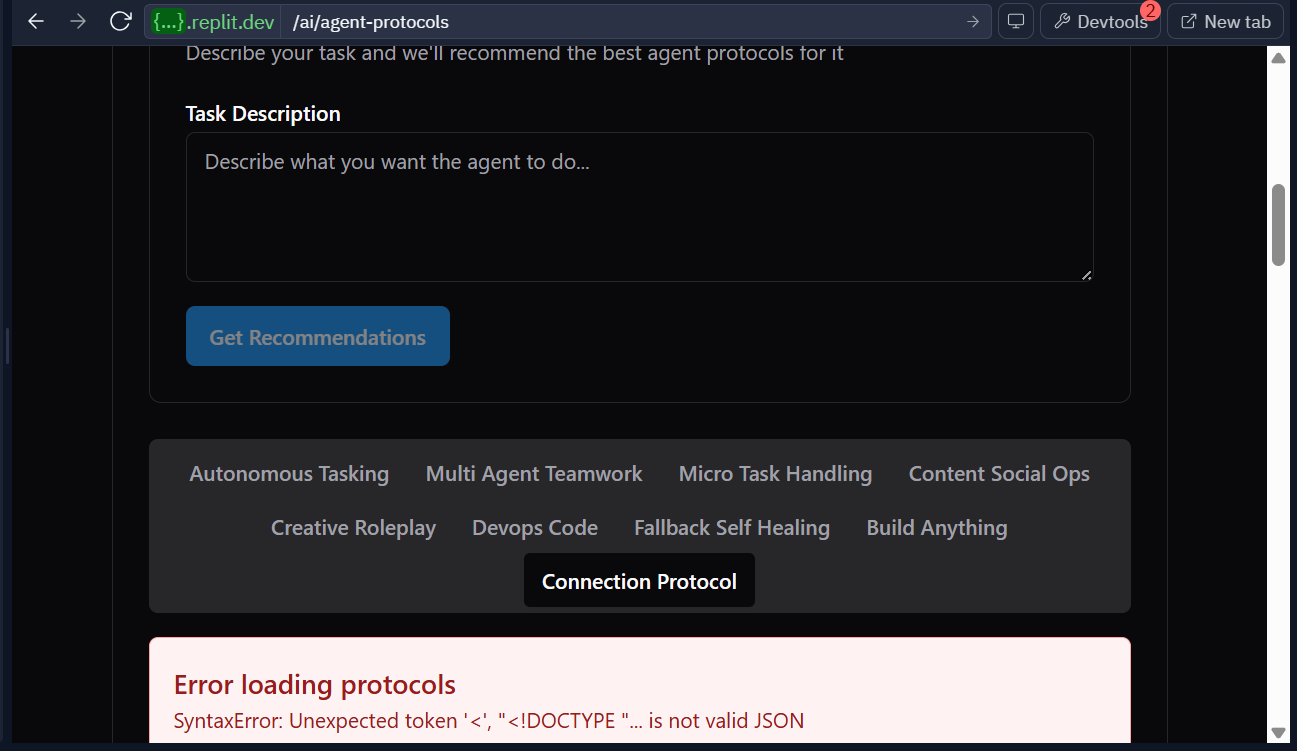 {...}.replit.dev /ai/agent-protocols Devtools 2 New tab
Describe your task and we'll recommend the best agent protocols for it
Task Description
Describe what you want the agent to do...
Get Recommendations
Autonomous Tasking Multi Agent Teamwork Micro Task Handling Content Social Ops
Creative Roleplay Devops Code Fallback Self Healing Build Anything
Connection Protocol
Error loading protocols
SyntaxError: Unexpected token '<', "<!DOCTYPE "... is not valid JSON